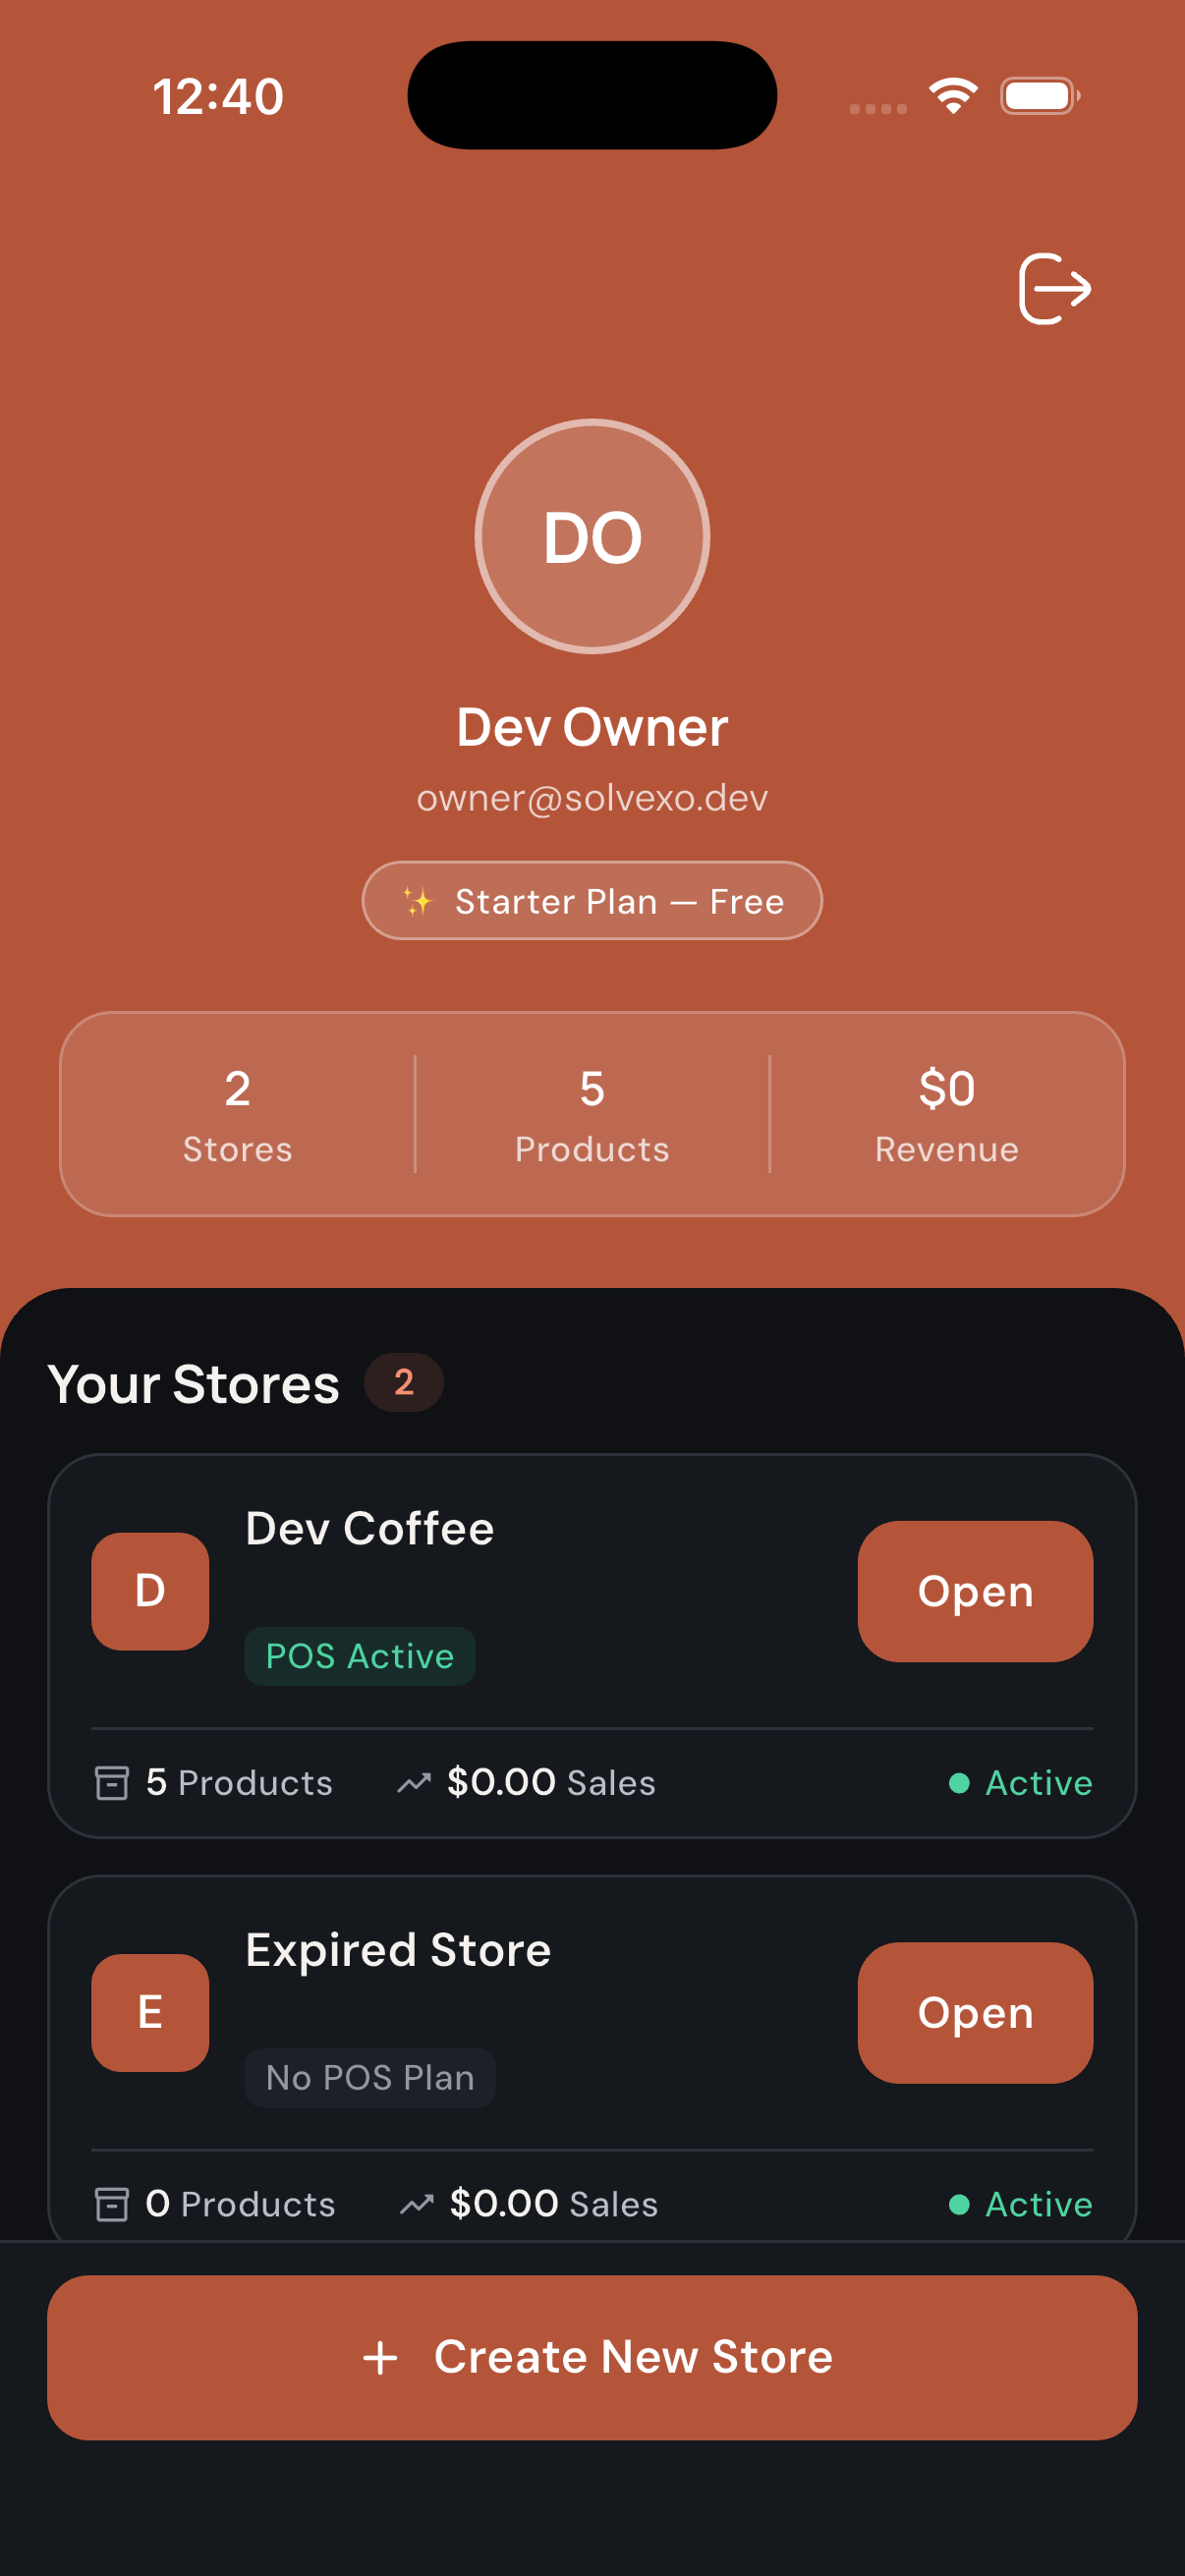 12:40
DO
Dev Owner
owner@solvexo.dev
✨ Starter Plan — Free
2
Stores
5
Products
$0
Revenue
Your Stores 2
D
Dev Coffee
POS Active
Open
5 Products $0.00 Sales Active
E
Expired Store
No POS Plan
Open
0 Products $0.00 Sales Active
+ Create New Store